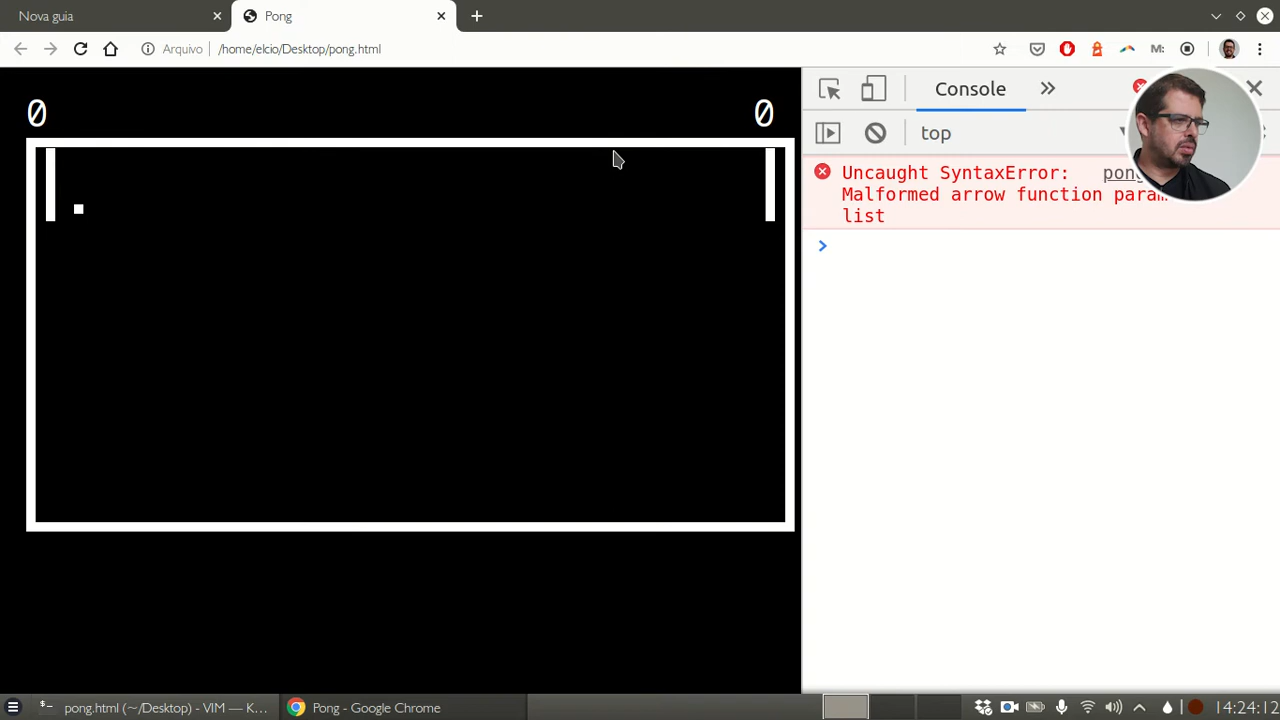 Nova guia
Pong
Arquivo
/home/elcio/Desktop/pong.html
M:
0
0
Console
top
Uncaught SyntaxError:
Malformed arrow function
list
pong.html (~/Desktop) - VIM — K...
Pong - Google Chrome
14:24:12